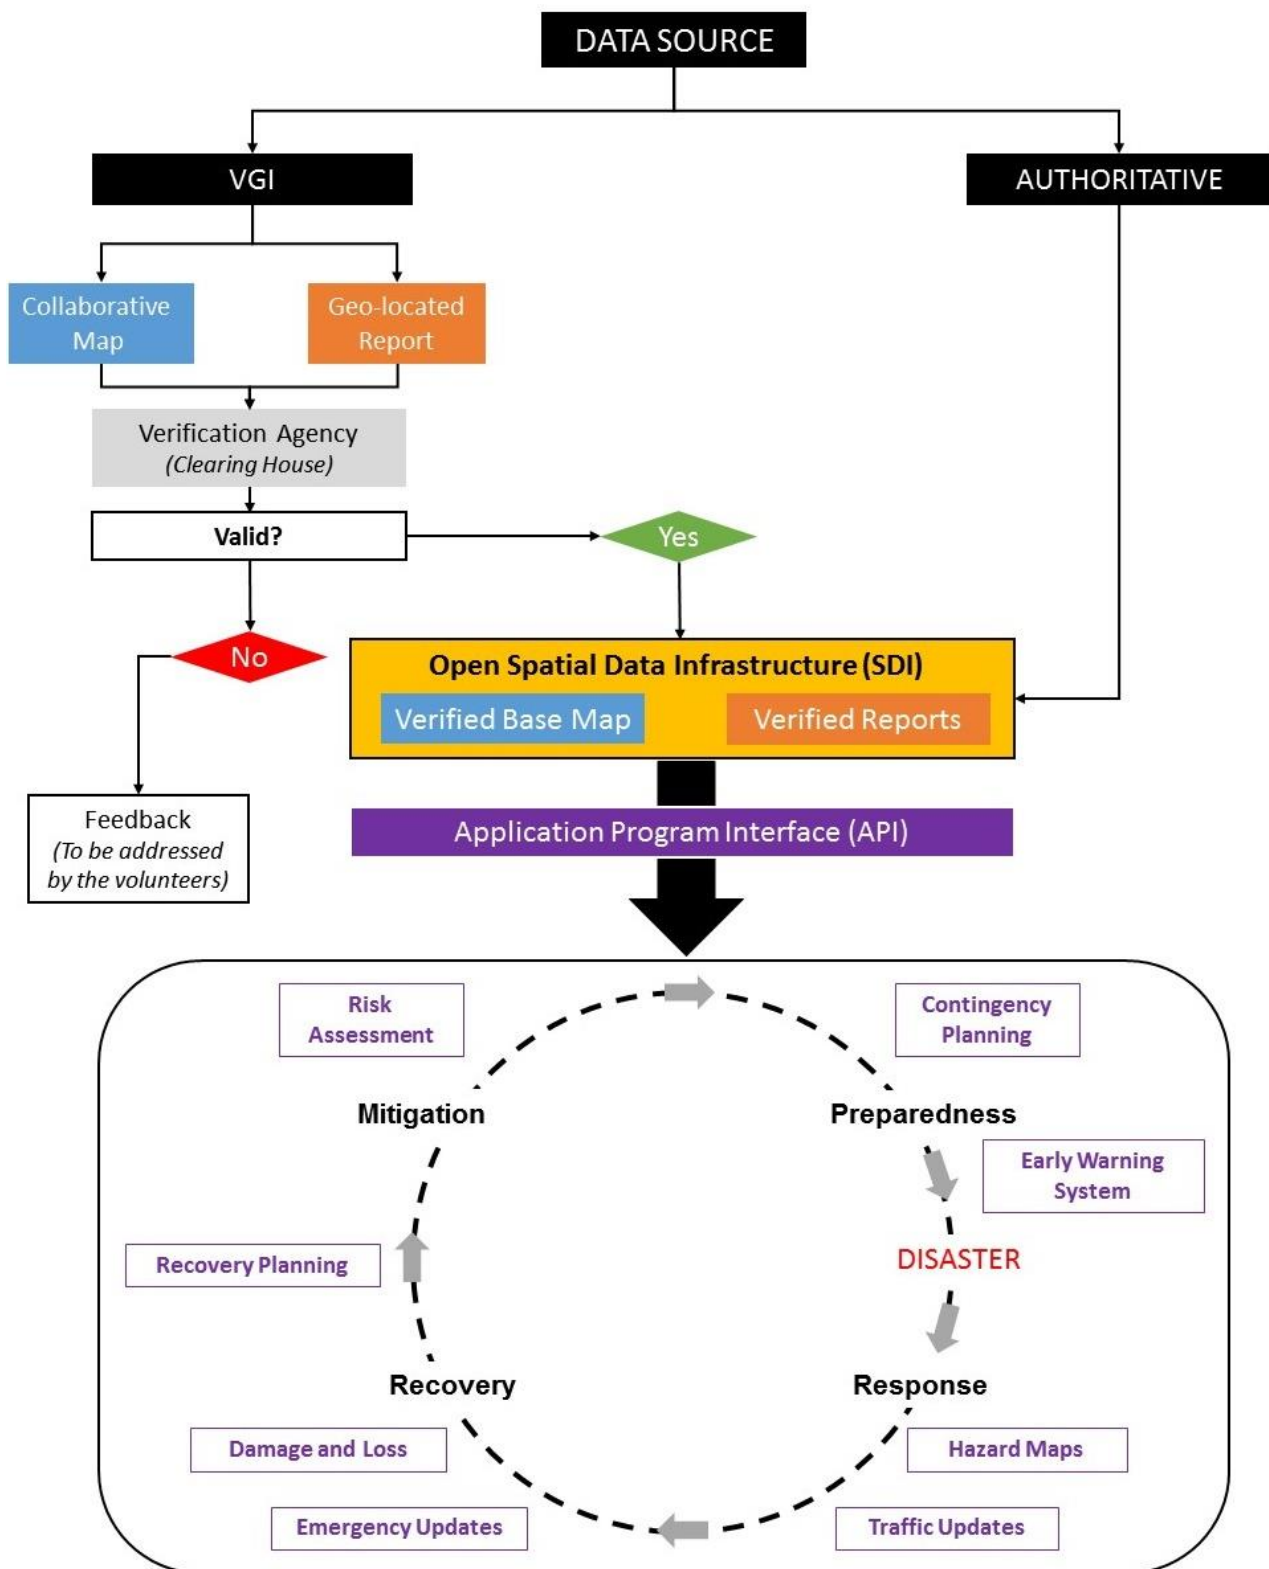 DATA SOURCE
VGI
AUTHORITATIVE
Collaborative
Map
Geo-located
Report
Verification Agency
(Clearing House)
Valid?
Yes
No
Open Spatial Data Infrastructure (SDI)
Verified Base Map
Verified Reports
Feedback
(To be addressed
by the volunteers)
Application Program Interface (API)
Risk
Assessment
Contingency
Planning
Mitigation
Preparedness
Early Warning
System
Recovery Planning
DISASTER
Recovery
Response
Damage and Loss
Hazard Maps
Emergency Updates
Traffic Updates